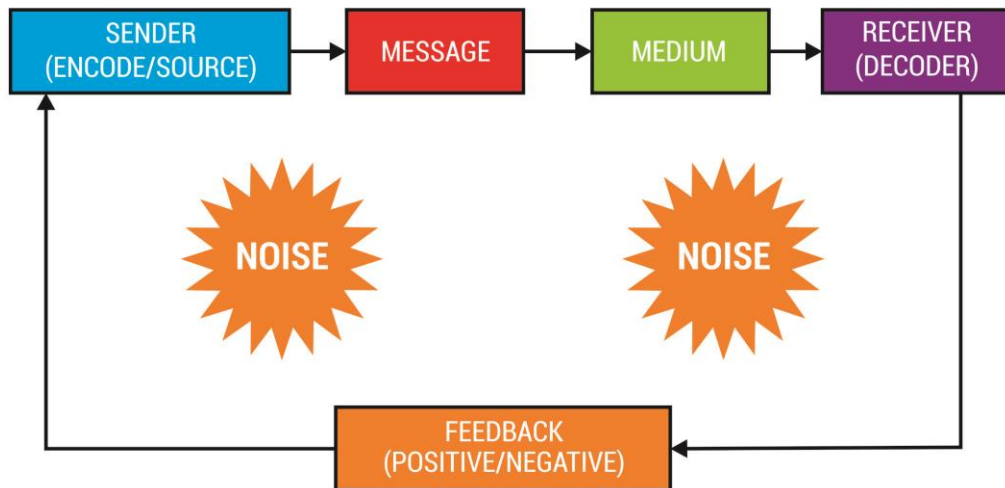 SENDER
(ENCODE/SOURCE)
MESSAGE
MEDIUM
RECEIVER
(DECODER)
NOISE
NOISE
FEEDBACK
(POSITIVE/NEGATIVE)